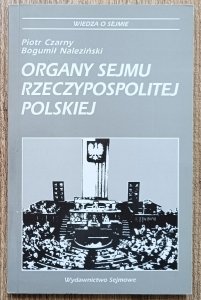 WIEDZA O SEJMIE
Piotr Czarny
Bogumił Naleziński
ORGANY SEJMU
RZECZYPOSPOLITEJ
POLSKIEJ
Wydawnictwo Sejmowe